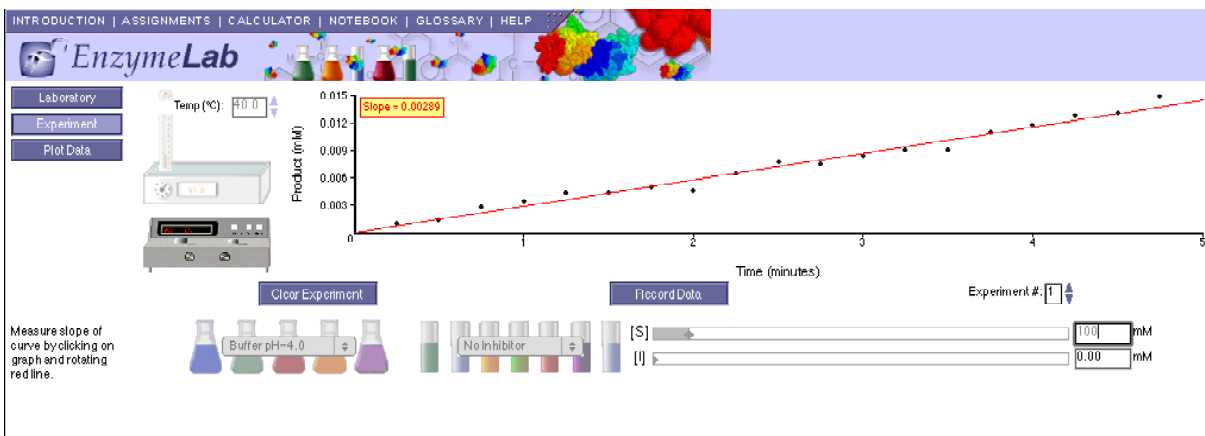 INTRODUCTION | ASSIGNMENTS | CALCULATOR | NOTEBOOK | GLOSSARY | HELP
EnzymeLab
Laboratory
Experiment
Plot Data
Temp (ºC): 40.0
Slope = 0.00289
0.015
0.012
0.009
0.006
0.003
Product (mM)
0 1 2 3 4 5
Time (minutes)
Clear Experiment
Record Data
Experiment #: 1
Measure slope of
curve by clicking on
graph and rotating
red line.
Buffer pH-4.0
No Inhibitor
[S] 100 mM
[I] 0.00 mM